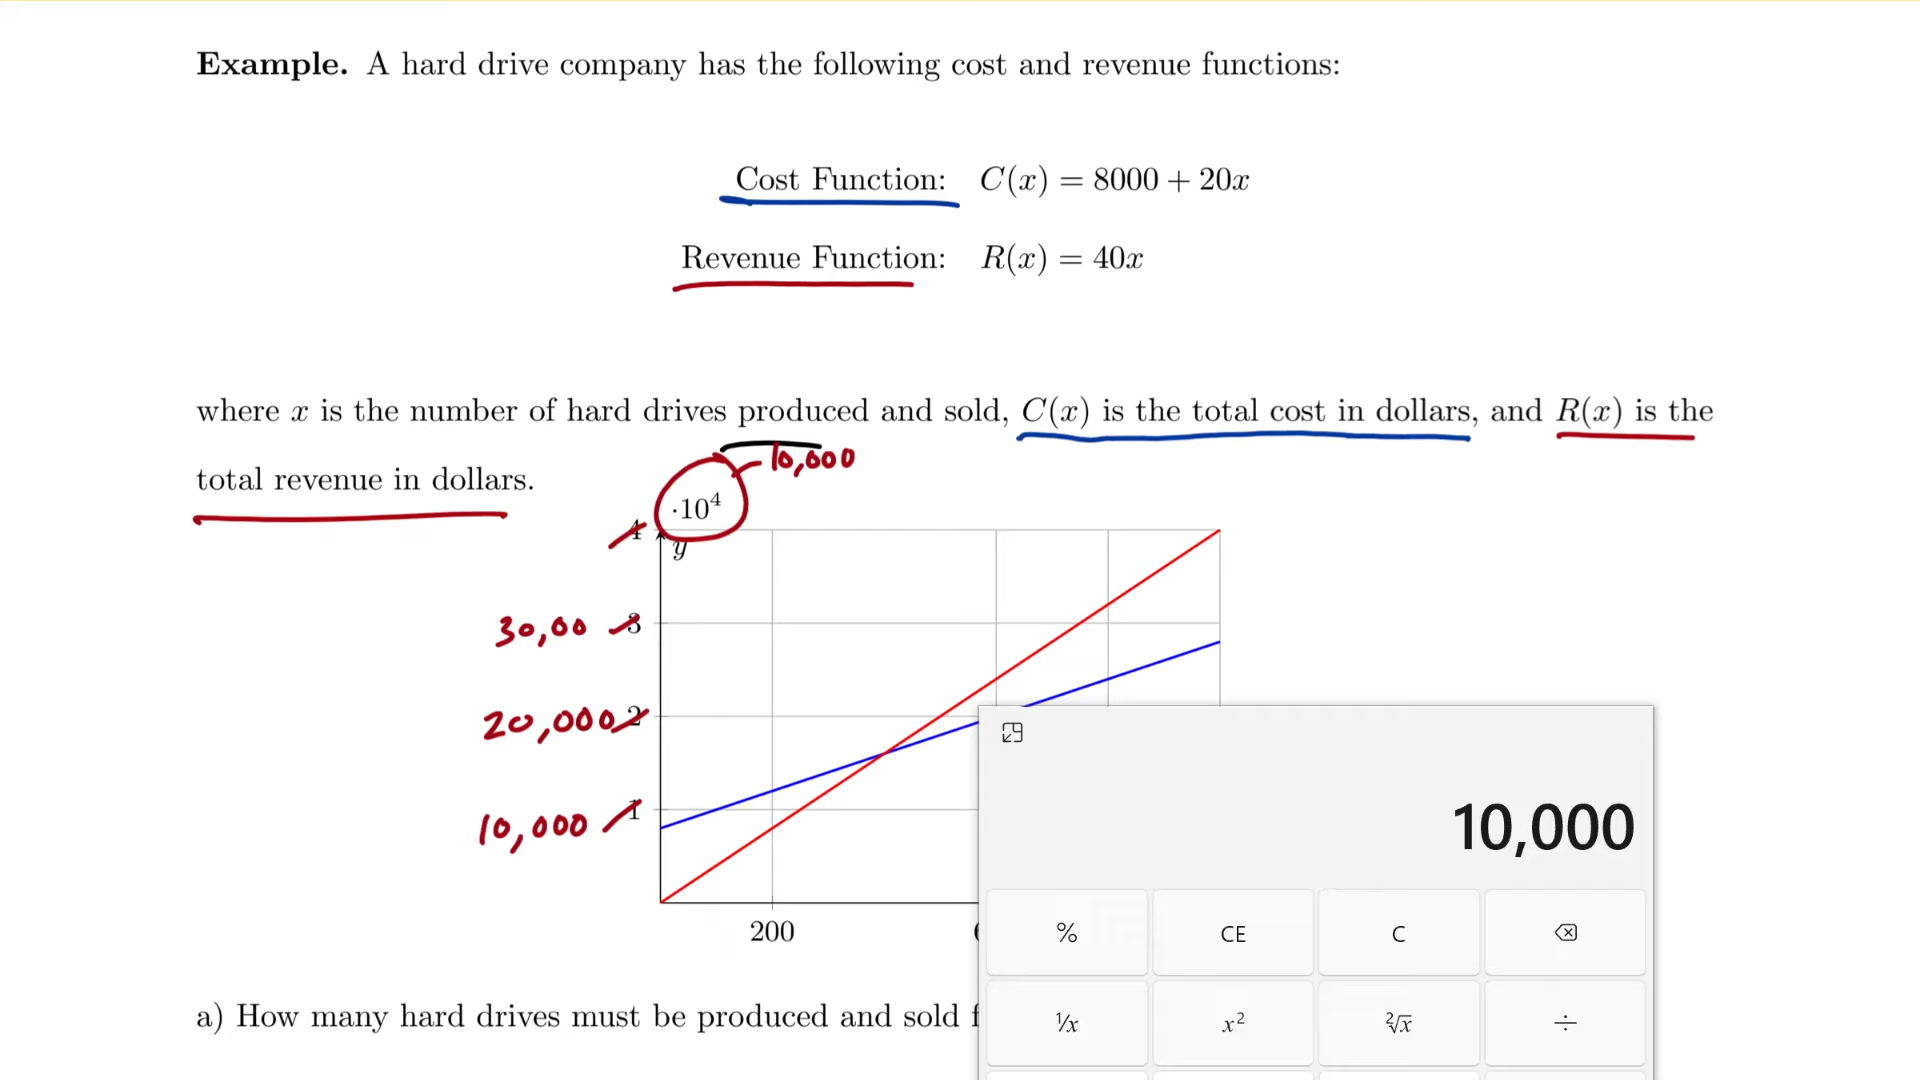 Example. A hard drive company has the following cost and revenue functions:
Cost Function: C(x) = 8000 + 20x
Revenue Function: R(x) = 40x
where x is the number of hard drives produced and sold, C(x) is the total cost in dollars, and R(x) is the
total revenue in dollars.
10,000
·10⁴
4
y
30,00 3
20,000 2
10,000 1
200
10,000
% CE C
a) How many hard drives must be produced and sold
¹⁄x x² ²√x ÷